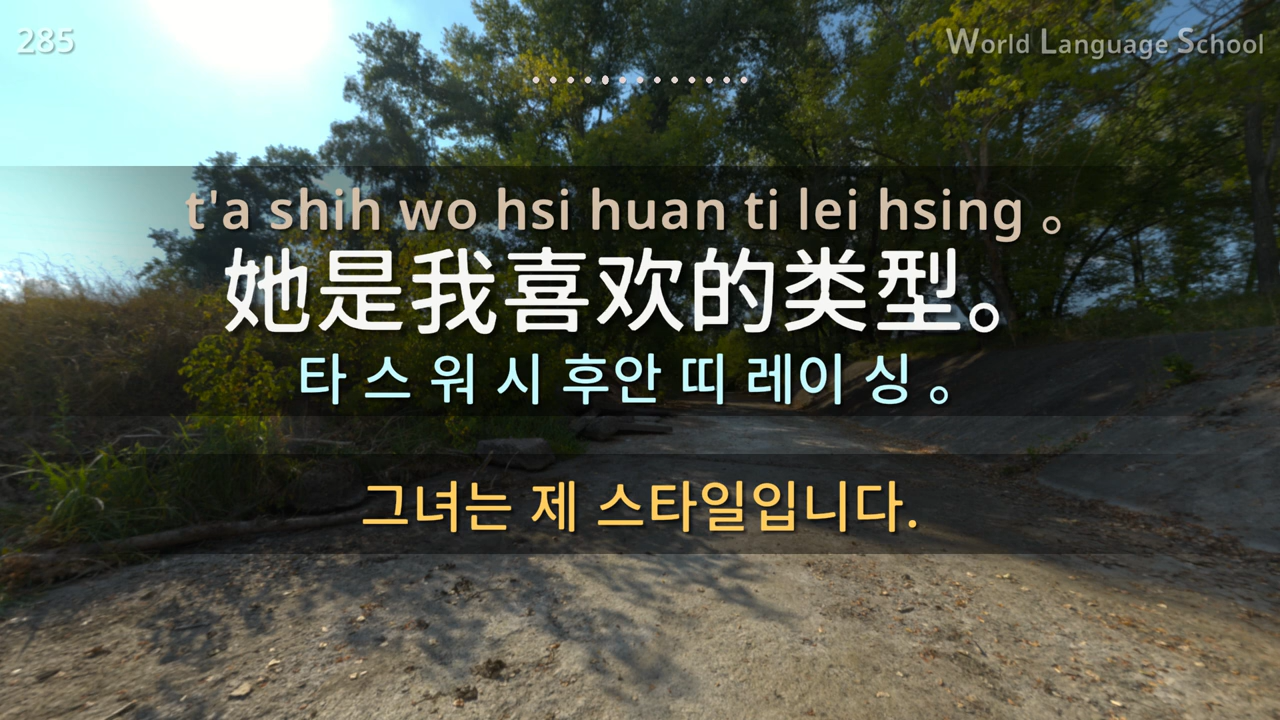 285
World Language School
t'a shih wo hsi huan ti lei hsing 。
她是我喜欢的类型。
타 스 워 시 후안 띠 레이 싱 。
그녀는 제 스타일입니다.